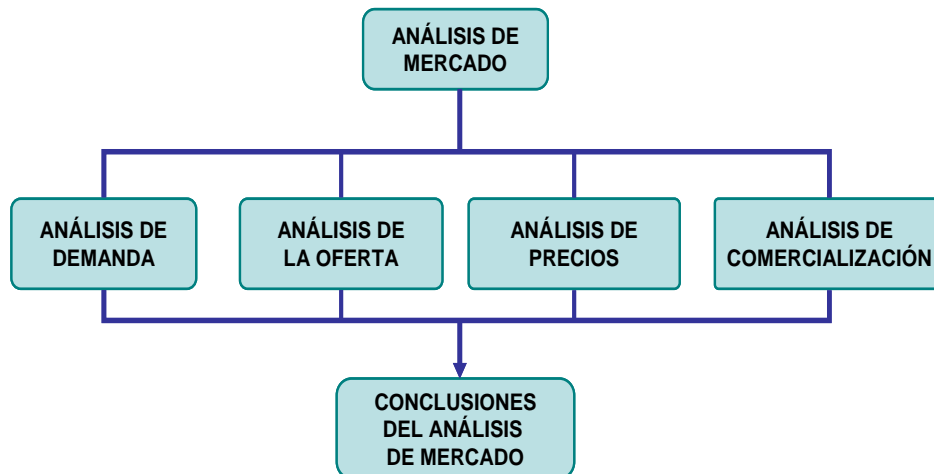 ANÁLISIS DE
MERCADO
ANÁLISIS DE
DEMANDA
ANÁLISIS DE
LA OFERTA
ANÁLISIS DE
PRECIOS
ANÁLISIS DE
COMERCIALIZACIÓN
CONCLUSIONES
DEL ANÁLISIS
DE MERCADO